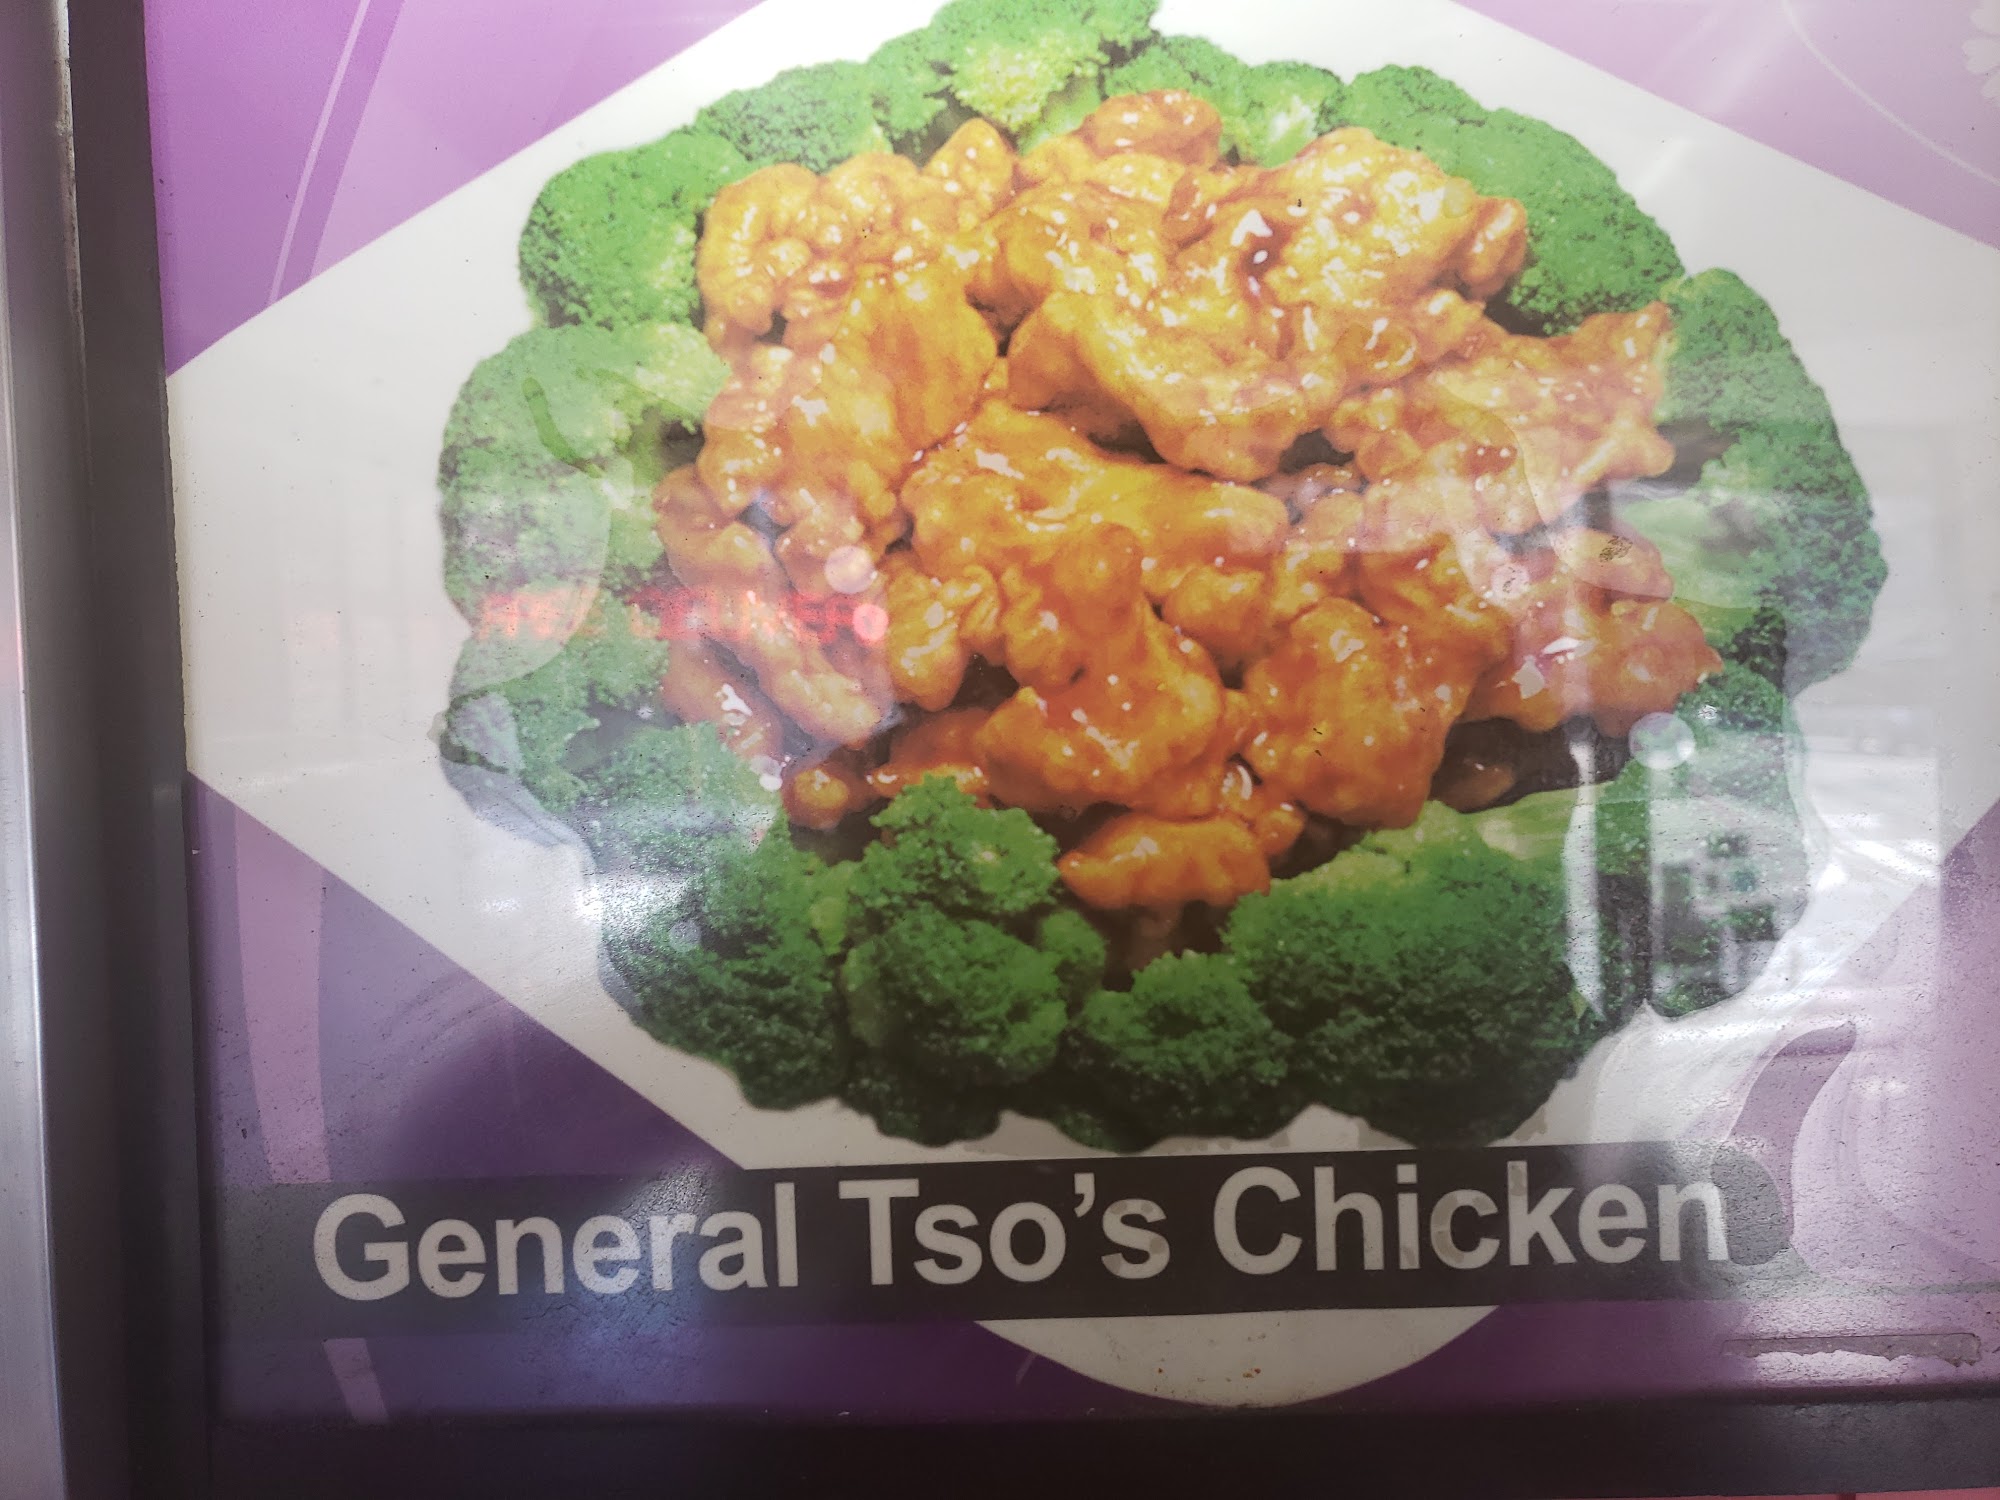 General Tso's Chicken